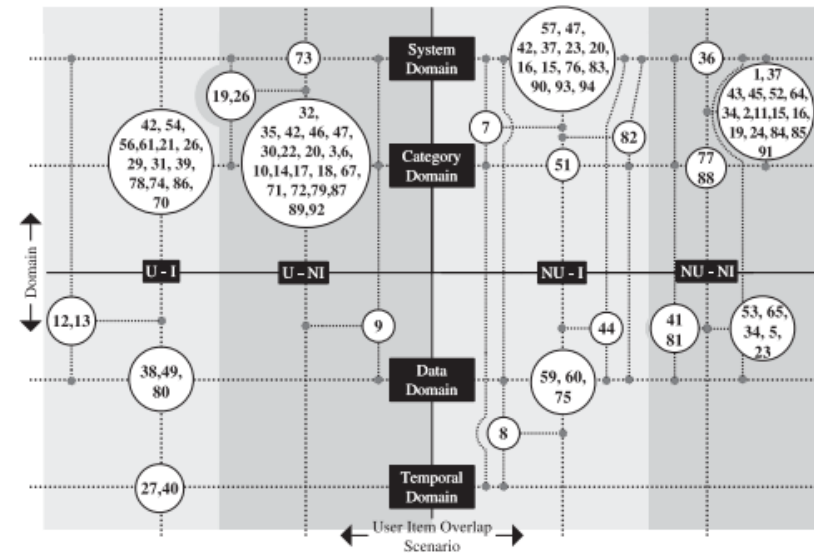 System
Domain
73
57, 47,
42, 37, 23, 20,
16, 15, 76, 83,
90, 93, 94
36
19,26
1, 37
43, 45, 52, 64,
34, 2,11,15, 16,
19, 24, 84, 85
91
42, 54,
56,61,21, 26,
29, 31, 39,
78,74, 86,
70
32,
35, 42, 46, 47,
30,22, 20, 3,6,
10,14,17, 18, 67,
71, 72,79,87
89,92
7
82
Category
Domain
51
77
88
Domain
U - I
U - NI
NU - I
NU - NI
12,13
9
44
41
81
53, 65,
34, 5,
23
38,49,
80
Data
Domain
59, 60,
75
8
27,40
Temporal
Domain
User Item Overlap
Scenario